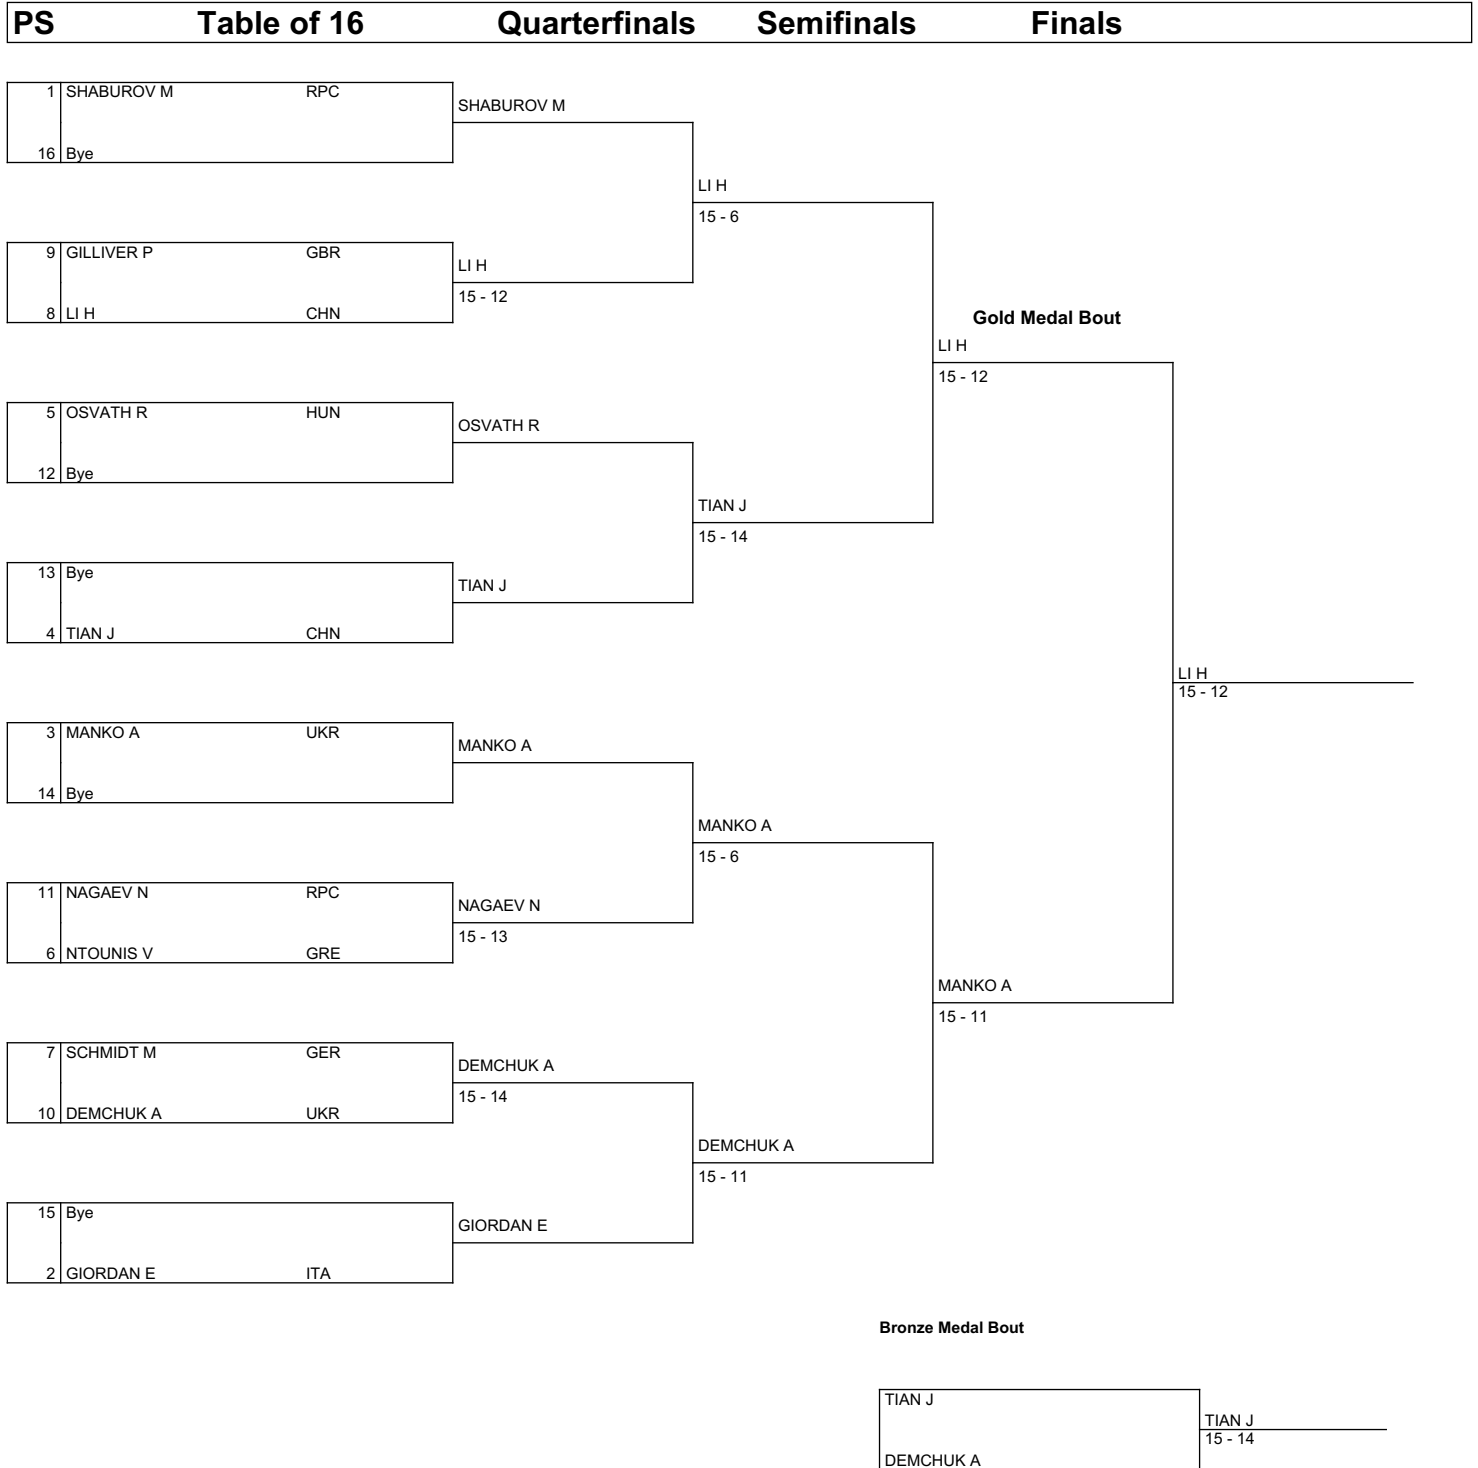 PS Table of 16 Quarterfinals Semifinals Finals
1 SHABUROV M RPC
SHABUROV M
16 Bye
LI H
15 - 6
9 GILLIVER P GBR
LI H
15 - 12
8 LI H CHN
Gold Medal Bout
LI H
15 - 12
5 OSVATH R HUN
OSVATH R
12 Bye
TIAN J
15 - 14
13 Bye
TIAN J
4 TIAN J CHN
LI H
15 - 12
3 MANKO A UKR
MANKO A
14 Bye
MANKO A
15 - 6
11 NAGAEV N RPC
NAGAEV N
15 - 13
6 NTOUNIS V GRE
MANKO A
15 - 11
7 SCHMIDT M GER
DEMCHUK A
15 - 14
10 DEMCHUK A UKR
DEMCHUK A
15 - 11
15 Bye
GIORDAN E
2 GIORDAN E ITA
Bronze Medal Bout
TIAN J
TIAN J
15 - 14
DEMCHUK A